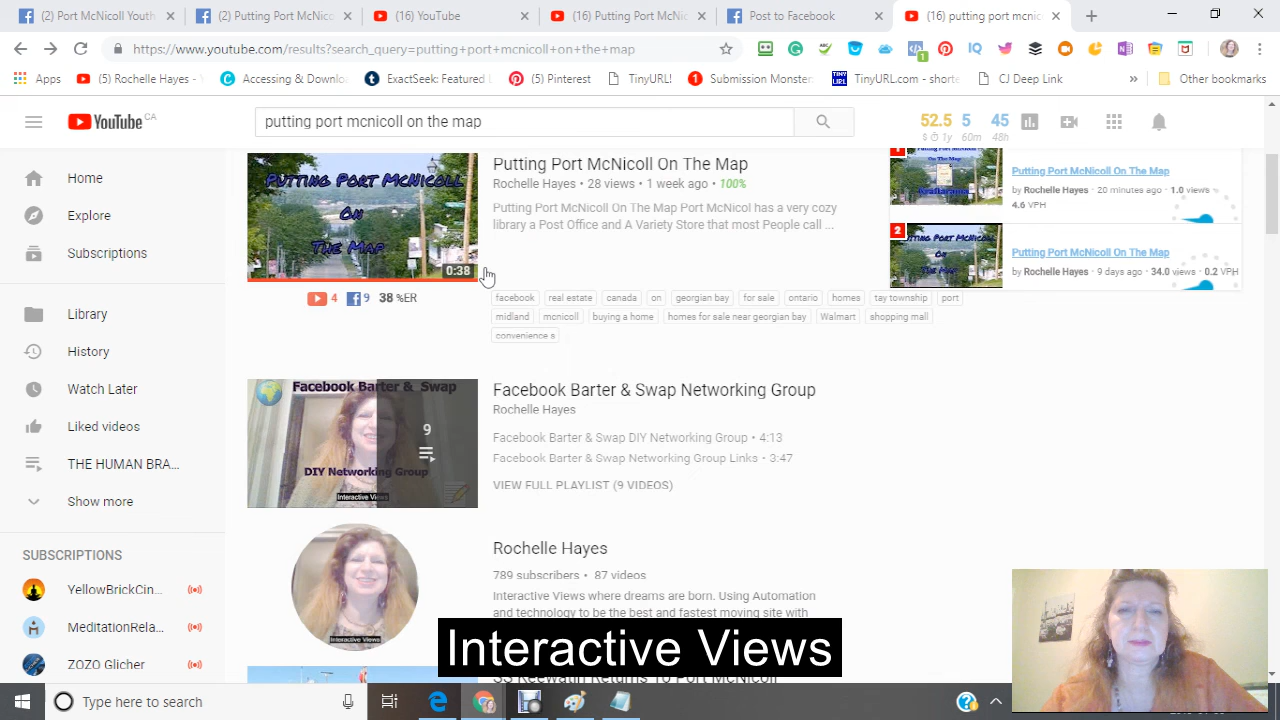 (2) Port McNicoll Youth
(2) Putting Port McNico
(16) YouTube
(16) Putting Port McNic
Post to Facebook
(16) putting port mcnic
https://www.youtube.com/results?search_query=putting+port+mcnicoll+on+the+map
1
Apps
(5) Rochelle Hayes -
Accessing & Downlo
ExactSeek: Featured
(5) Pinterest
TinyURL!
Submission Monster
TinyURL.com - shorte
CJ Deep Link
»
Other bookmarks
YouTube CA
putting port mcnicoll on the map
52.5 5 45
$ 1y 60m 48h
Home
Explore
Subscriptions
Library
History
Watch Later
Liked videos
THE HUMAN BRA...
Show more
SUBSCRIPTIONS
YellowBrickCin...
MeditationRela...
ZOZO Glicher
PUTTING PORT MCNICOLL
ON
THE MAP
0:38
4 9 38 %ER
Putting Port McNicoll On The Map
Rochelle Hayes • 28 views • 1 week ago • 100%
Putting Port McNicoll On The Map Port McNicol has a very cozy
library a Post Office and A Variety Store that most People call ...
facebook real estate canada on georgian bay for sale ontario homes tay township port
midland mcnicoll buying a home homes for sale near georgian bay Walmart shopping mall
convenience s
Putting Port McNicoll On The Map
by Rochelle Hayes • 20 minutes ago • 1.0 views •
4.6 VPH
2
Putting Port McNicoll On The Map
by Rochelle Hayes • 9 days ago • 34.0 views • 0.2 VPH
Facebook Barter & Swap
9
DIY Networking Group
Interactive Views
Facebook Barter & Swap Networking Group
Rochelle Hayes
Facebook Barter & Swap DIY Networking Group • 4:13
Facebook Barter & Swap Networking Group Links • 3:47
VIEW FULL PLAYLIST (9 VIDEOS)
Interactive Views
Rochelle Hayes
789 subscribers • 87 videos
Interactive Views where dreams are born. Using Automation
and technology to be the best and fastest moving site with
Interactive Views
SS Keewatin Returns To Port McNicoll
Type here to search